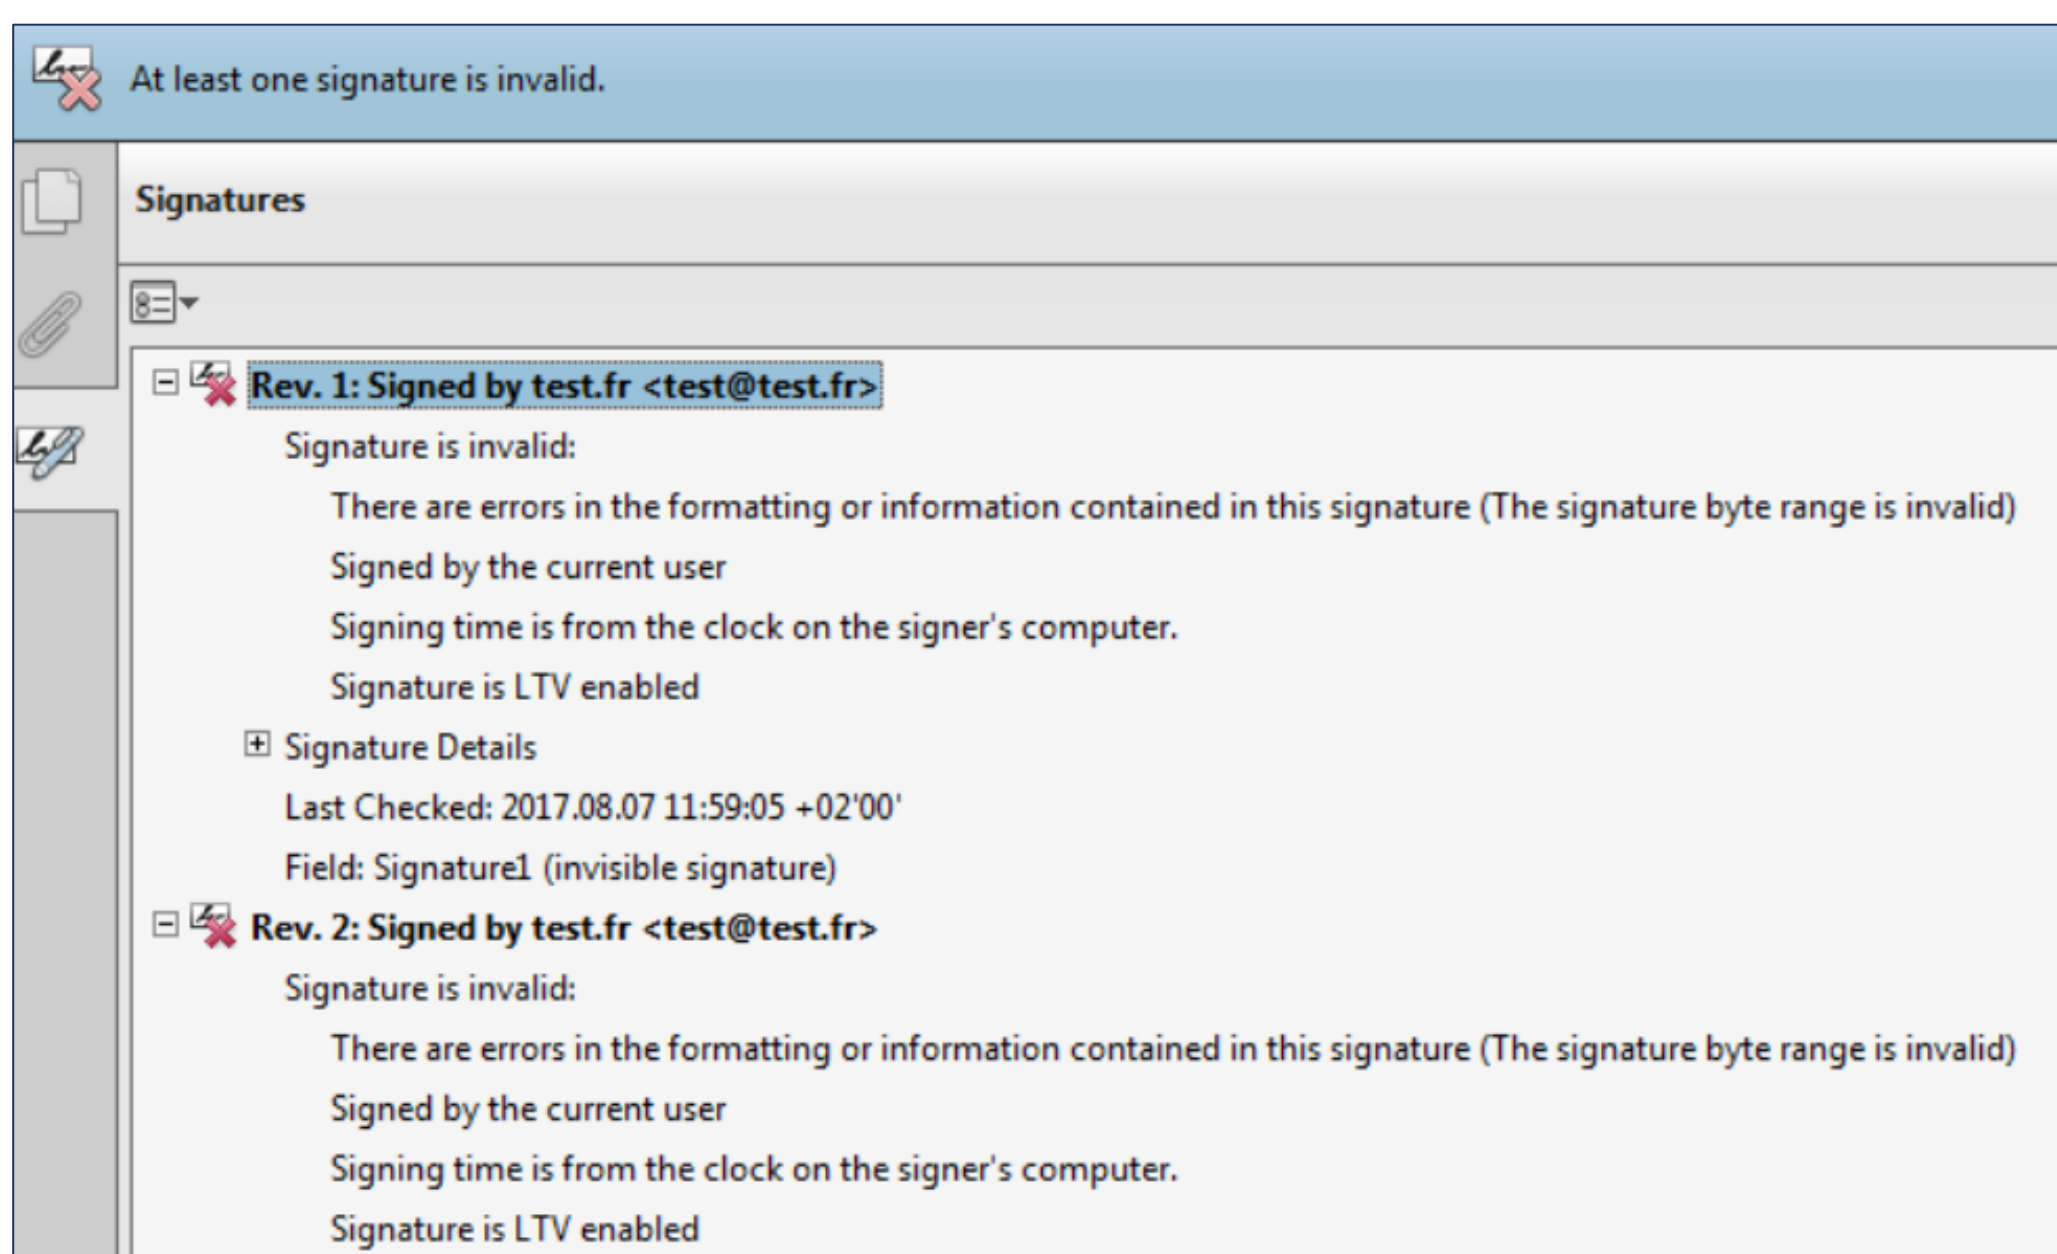 At least one signature is invalid.
Signatures
Rev. 1: Signed by test.fr <test@test.fr>
Signature is invalid:
There are errors in the formatting or information contained in this signature (The signature byte range is invalid)
Signed by the current user
Signing time is from the clock on the signer's computer.
Signature is LTV enabled
Signature Details
Last Checked: 2017.08.07 11:59:05 +02'00'
Field: Signature1 (invisible signature)
Rev. 2: Signed by test.fr <test@test.fr>
Signature is invalid:
There are errors in the formatting or information contained in this signature (The signature byte range is invalid)
Signed by the current user
Signing time is from the clock on the signer's computer.
Signature is LTV enabled